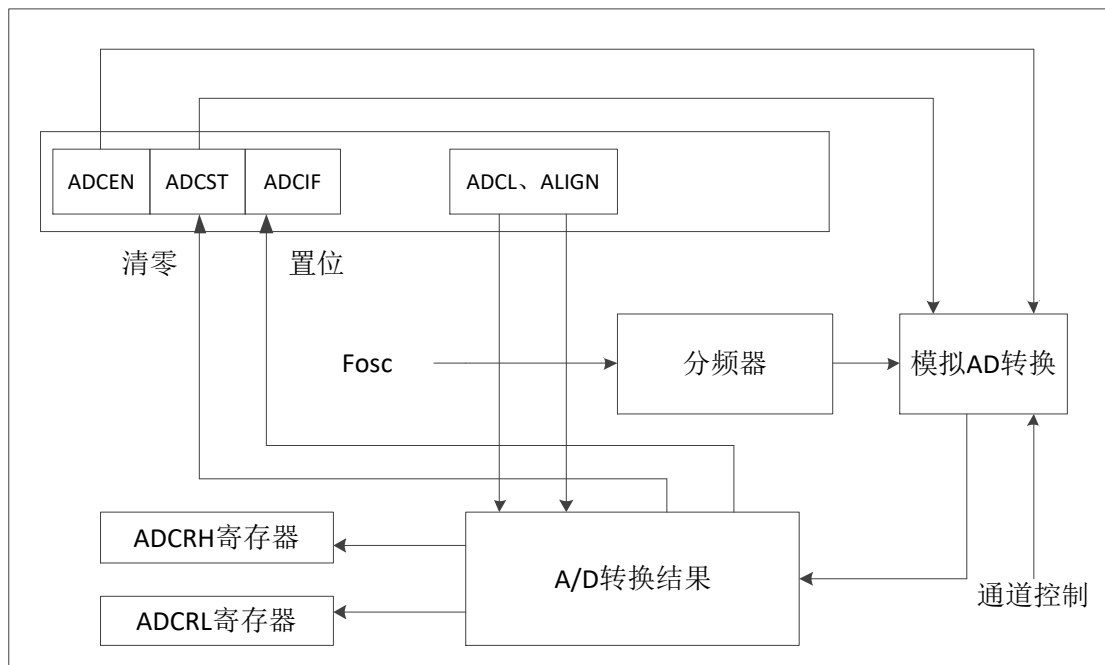 ADCEN
ADCST
ADCIF
ADCL、ALIGN
清零
置位
Fosc
分频器
模拟AD转换
ADCRH寄存器
A/D转换结果
ADCRL寄存器
通道控制